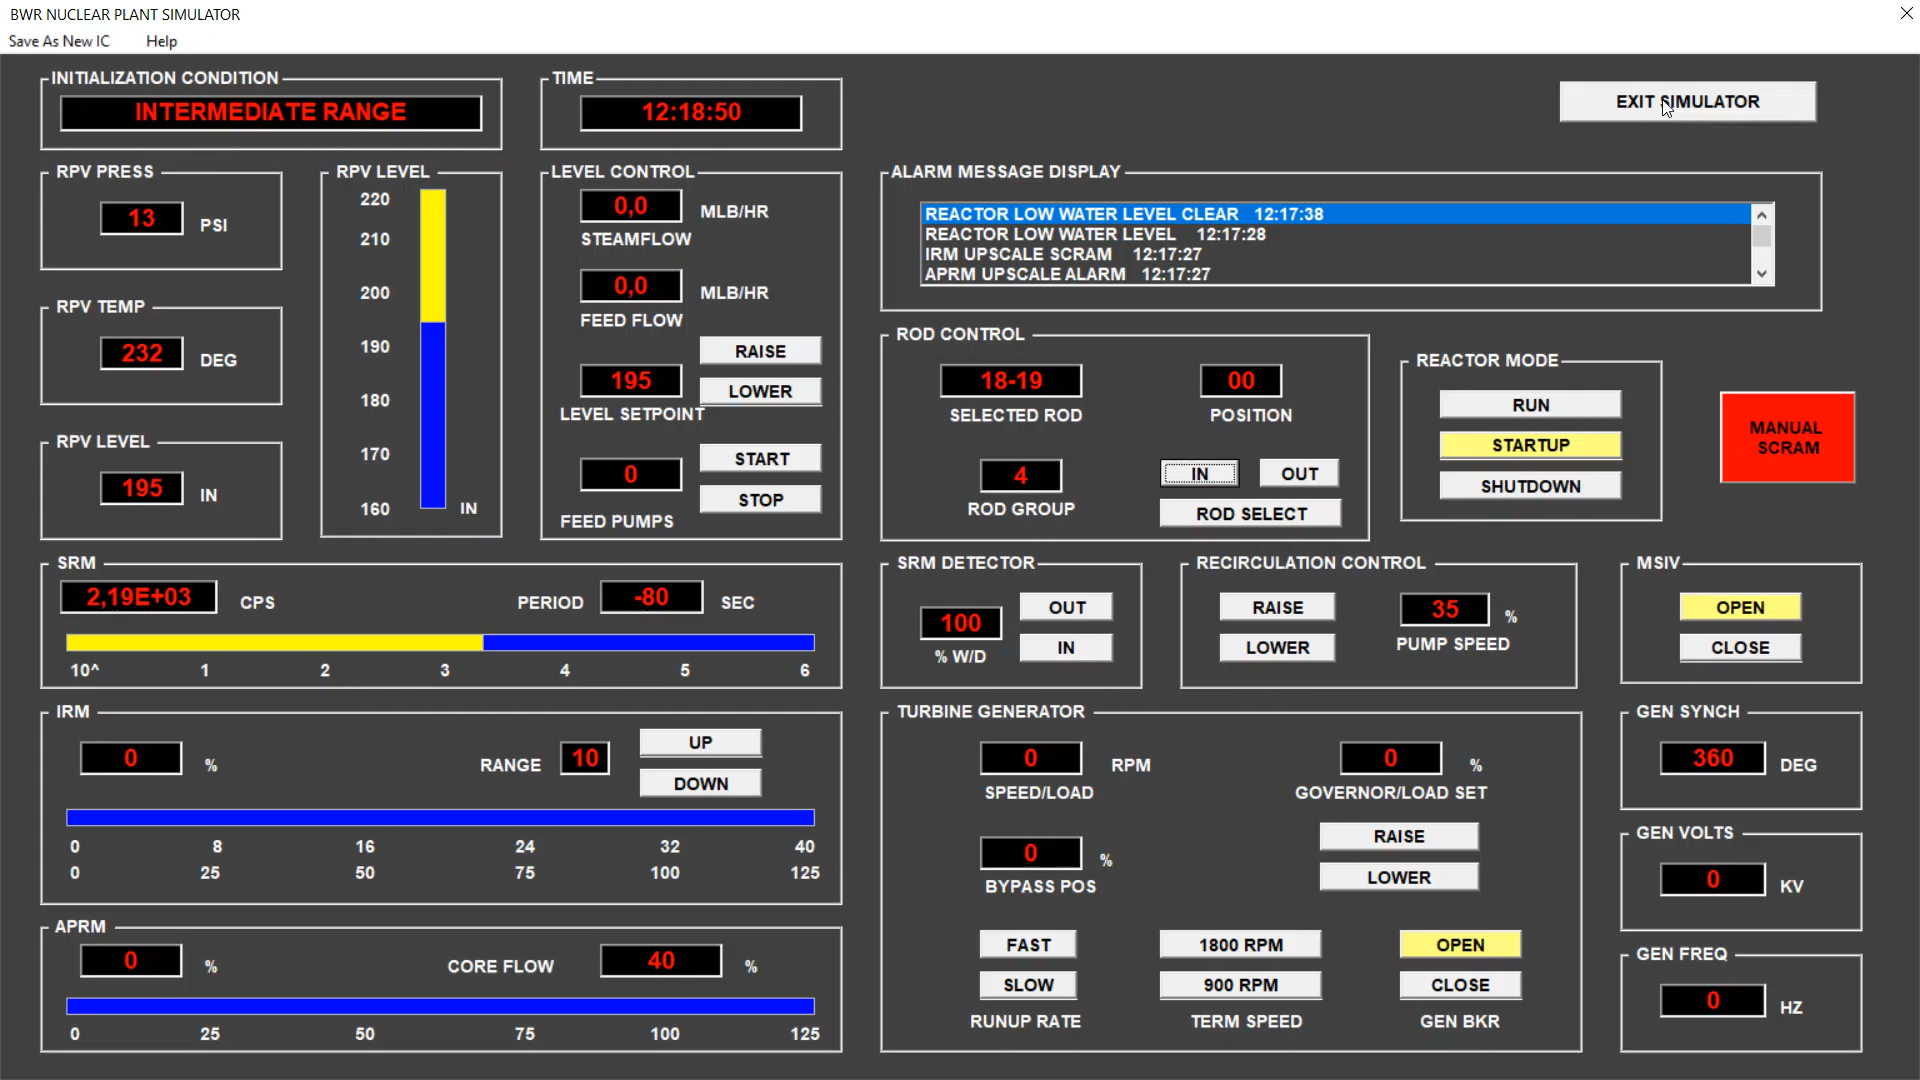 BWR NUCLEAR PLANT SIMULATOR
Save As New IC Help
INITIALIZATION CONDITION
INTERMEDIATE RANGE
TIME
12:18:50
EXIT SIMULATOR
RPV PRESS
13 PSI
RPV TEMP
232 DEG
RPV LEVEL
195 IN
RPV LEVEL
220
210
200
190
180
170
160 IN
LEVEL CONTROL
0,0 MLB/HR
STEAMFLOW
0,0 MLB/HR
FEED FLOW
RAISE
195
LOWER
LEVEL SETPOINT
START
0
STOP
FEED PUMPS
ALARM MESSAGE DISPLAY
REACTOR LOW WATER LEVEL CLEAR 12:17:38
REACTOR LOW WATER LEVEL 12:17:28
IRM UPSCALE SCRAM 12:17:27
APRM UPSCALE ALARM 12:17:27
ROD CONTROL
18-19 00
SELECTED ROD POSITION
4 IN OUT
ROD GROUP
ROD SELECT
REACTOR MODE
RUN
STARTUP
SHUTDOWN
MANUAL
SCRAM
SRM
2,19E+03 CPS PERIOD -80 SEC
10^ 1 2 3 4 5 6
SRM DETECTOR
100 OUT
% W/D IN
RECIRCULATION CONTROL
RAISE 35 %
LOWER PUMP SPEED
MSIV
OPEN
CLOSE
IRM
0 % RANGE 10 UP
DOWN
0 8 16 24 32 40
0 25 50 75 100 125
APRM
0 % CORE FLOW 40 %
0 25 50 75 100 125
TURBINE GENERATOR
0 RPM 0 %
SPEED/LOAD GOVERNOR/LOAD SET
RAISE
0 %
LOWER
BYPASS POS
FAST 1800 RPM OPEN
SLOW 900 RPM CLOSE
RUNUP RATE TERM SPEED GEN BKR
GEN SYNCH
360 DEG
GEN VOLTS
0 KV
GEN FREQ
0 HZ